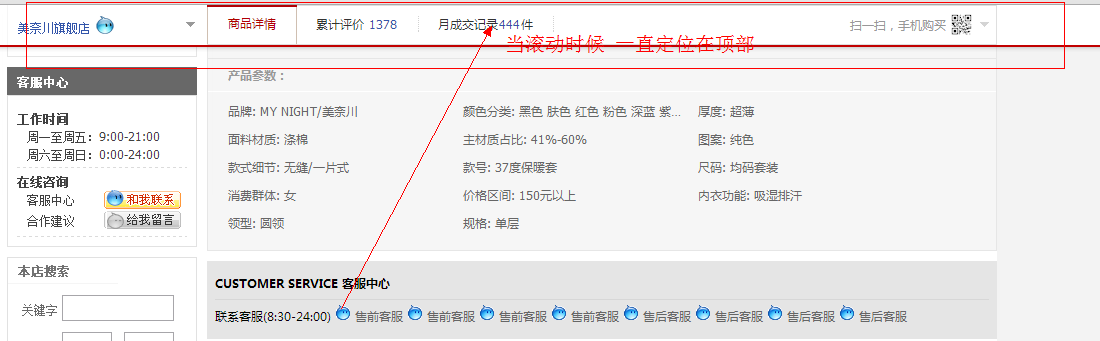 美奈川旗舰店 商品详情 累计评价 1378 月成交记录444件 扫一扫，手机购买
当滚动时候 一直定位在顶部
客服中心
工作时间
周一至周五：9:00-21:00
周六至周日：0:00-24:00
在线咨询
客服中心 和我联系
合作建议 给我留言
本店搜索
关键字
产品参数：
品牌: MY NIGHT/美奈川 颜色分类: 黑色 肤色 红色 粉色 深蓝 紫... 厚度: 超薄
面料材质: 涤棉 主材质占比: 41%-60% 图案: 纯色
款式细节: 无缝/一片式 款号: 37度保暖套 尺码: 均码套装
消费群体: 女 价格区间: 150元以上 内衣功能: 吸湿排汗
领型: 圆领 规格: 单层
CUSTOMER SERVICE 客服中心
联系客服(8:30-24:00) 售前客服 售前客服 售前客服 售前客服 售后客服 售后客服 售后客服 售后客服